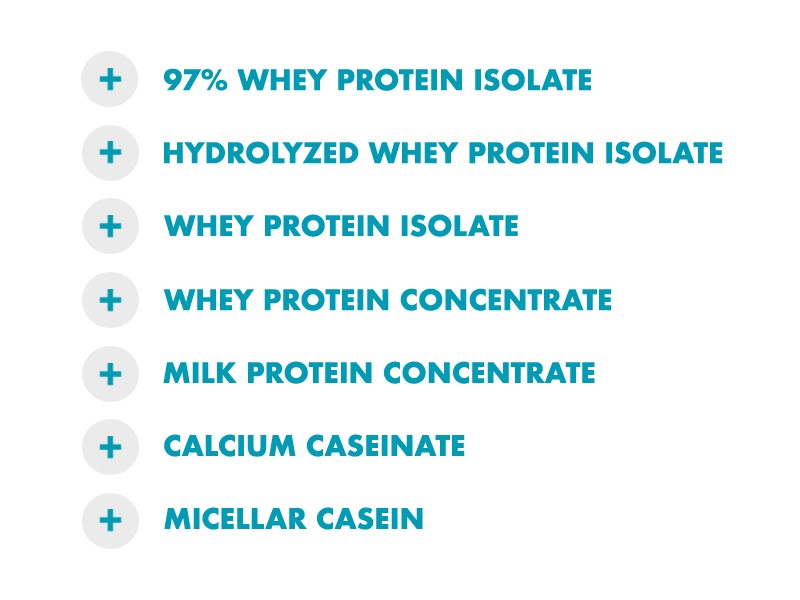 + 97% WHEY PROTEIN ISOLATE
+ HYDROLYZED WHEY PROTEIN ISOLATE
+ WHEY PROTEIN ISOLATE
+ WHEY PROTEIN CONCENTRATE
+ MILK PROTEIN CONCENTRATE
+ CALCIUM CASEINATE
+ MICELLAR CASEIN